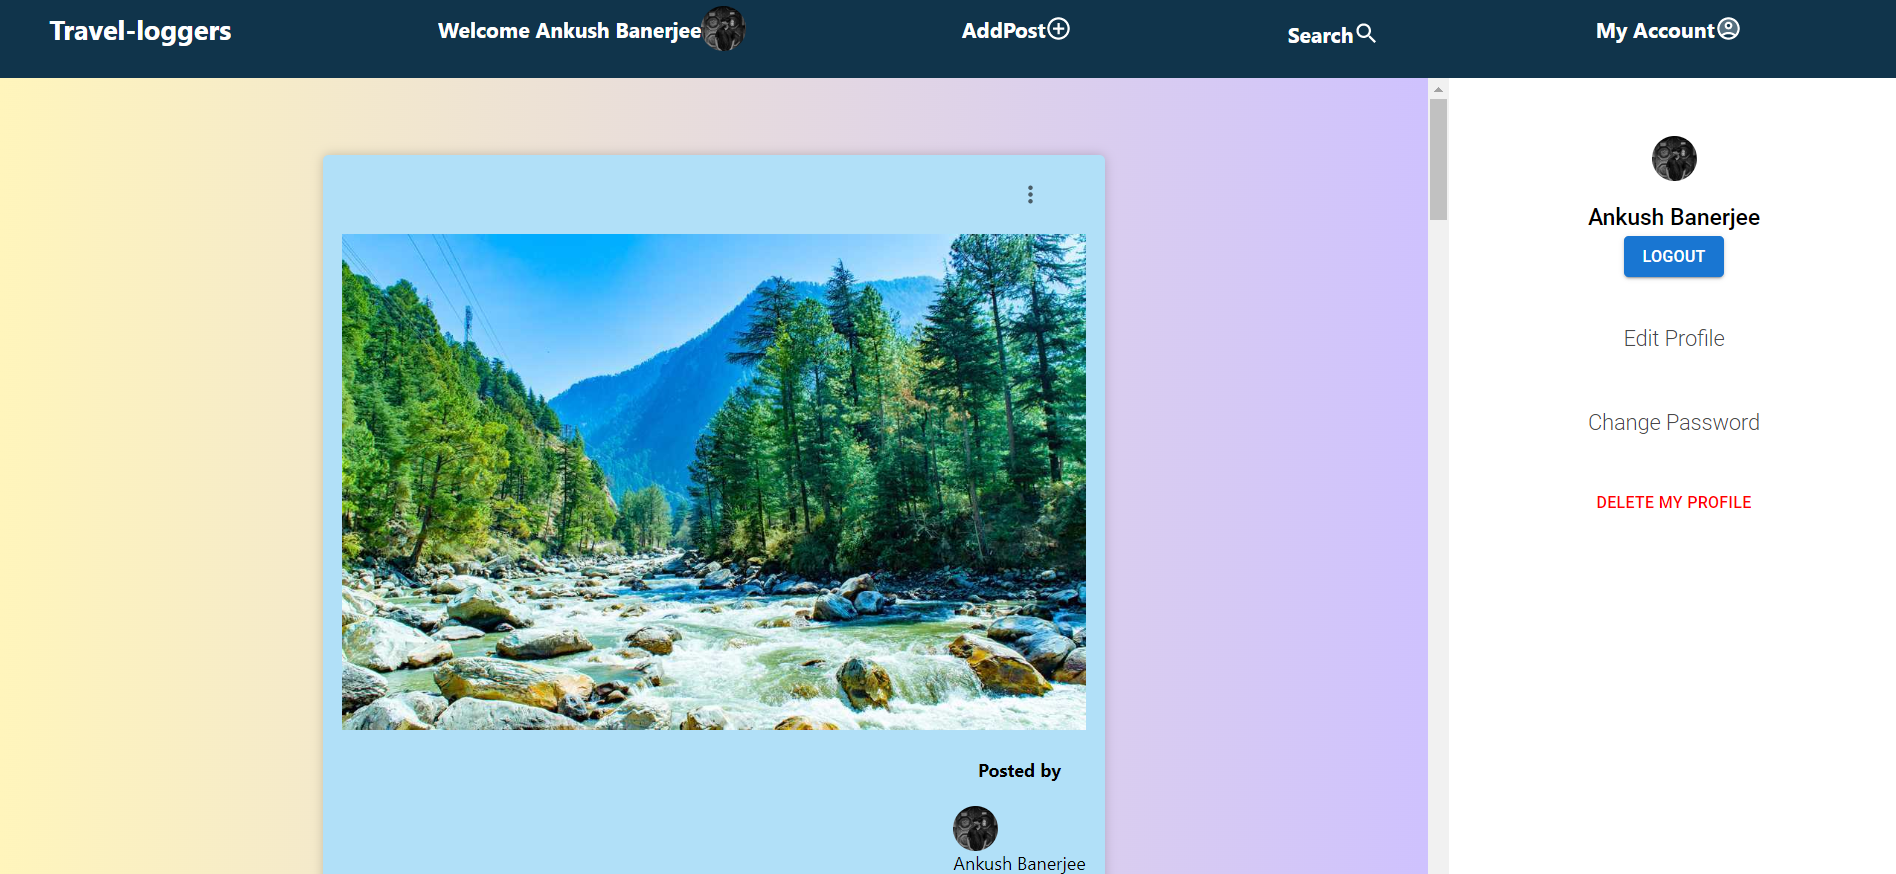 Travel-loggers
Welcome Ankush Banerjee
AddPost
Search
My Account
Posted by
Ankush Banerjee
Ankush Banerjee
LOGOUT
Edit Profile
Change Password
DELETE MY PROFILE